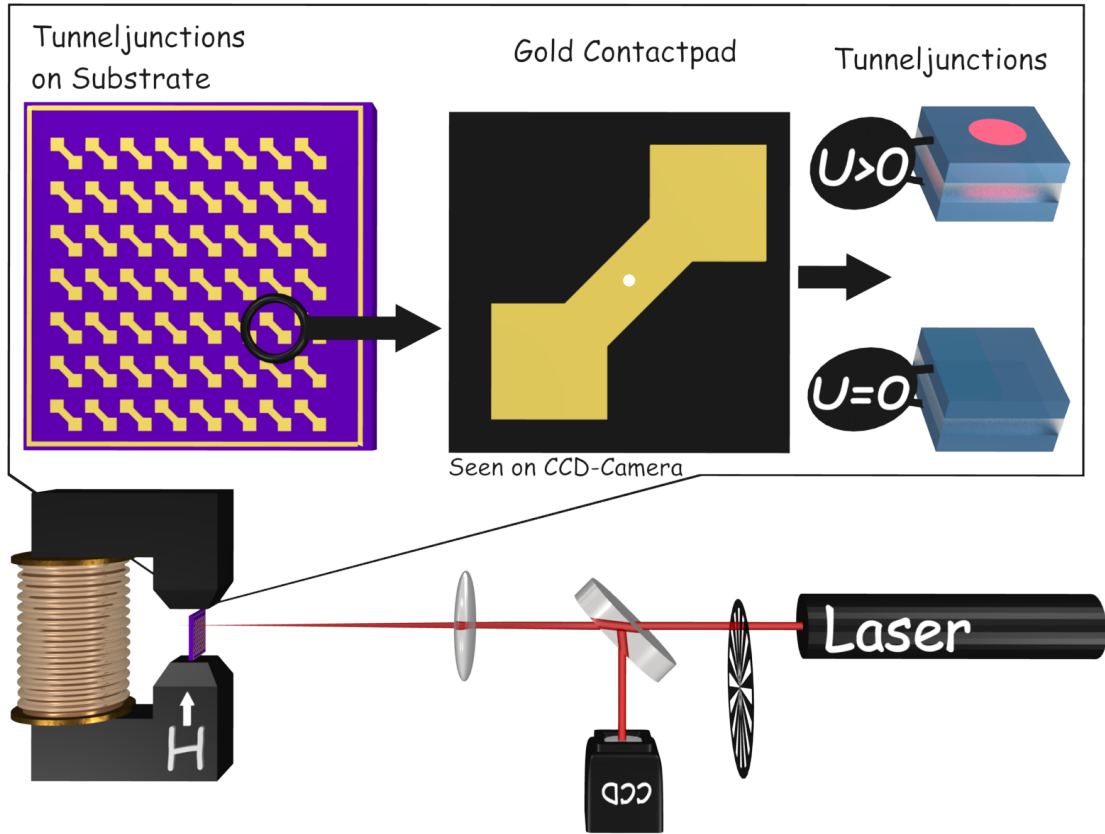 Tunneljunctions
on Substrate
Gold Contactpad
Tunneljunctions
U>0
U=0
Seen on CCD-Camera
H
Laser
CCD